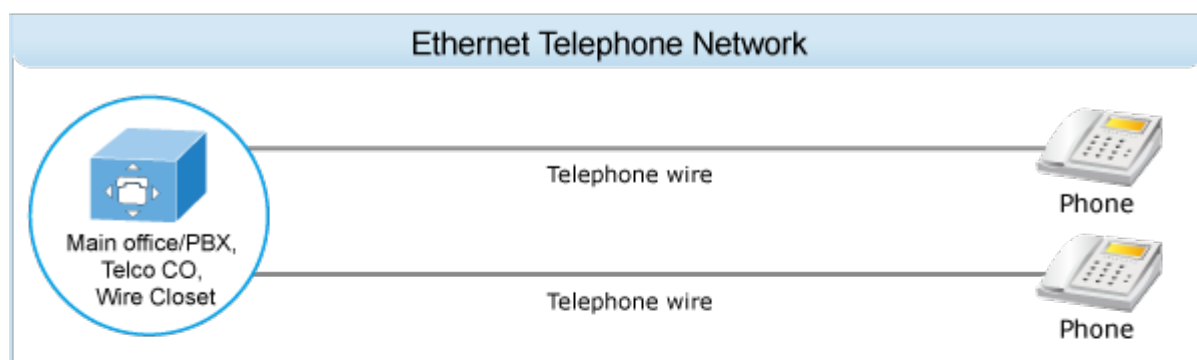 Ethernet Telephone Network
Telephone wire
Phone
Main office/PBX,
Telco CO,
Wire Closet
Telephone wire
Phone